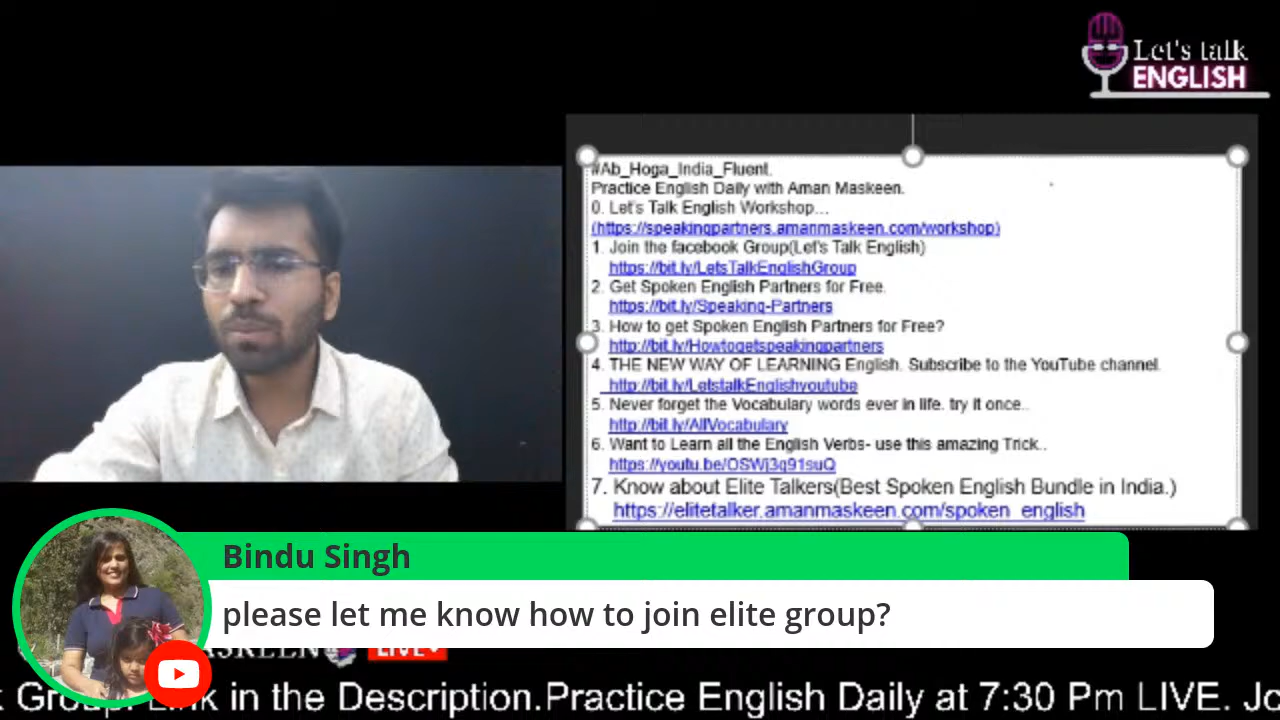 Let's talk
ENGLISH
#Ab_Hoga_India_Fluent.
Practice English Daily with Aman Maskeen.
0. Let's Talk English Workshop...
(https://speakingpartners.amanmaskeen.com/workshop)
1. Join the facebook Group(Let's Talk English)
https://bit.ly/LetsTalkEnglishGroup
2. Get Spoken English Partners for Free.
https://bit.ly/Speaking-Partners
3. How to get Spoken English Partners for Free?
http://bit.ly/Howtogetspeakingpartners
4. THE NEW WAY OF LEARNING English. Subscribe to the YouTube channel.
http://bit.ly/LetstalkEnglishyoutube
5. Never forget the Vocabulary words ever in life. try it once..
http://bit.ly/AllVocabulary
6. Want to Learn all the English Verbs- use this amazing Trick..
https://youtu.be/OSWj3q91suQ
7. Know about Elite Talkers(Best Spoken English Bundle in India.)
https://elitetalker.amanmaskeen.com/spoken_english
Bindu Singh
please let me know how to join elite group?
LIVE
k Group. Link in the Description.Practice English Daily at 7:30 Pm LIVE. Jo